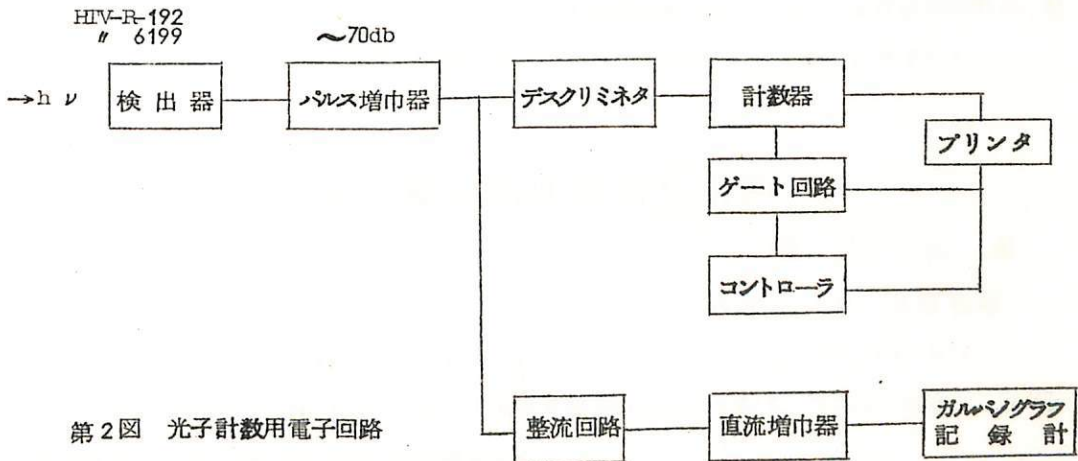 HTV-R-192
〃 6199
～70db
→h ν
検出器
パルス増巾器
デスクリミネタ
計数器
プリンタ
ゲート回路
コントローラ
整流回路
直流増巾器
ガルバノグラフ
記録計
第2図 光子計数用電子回路